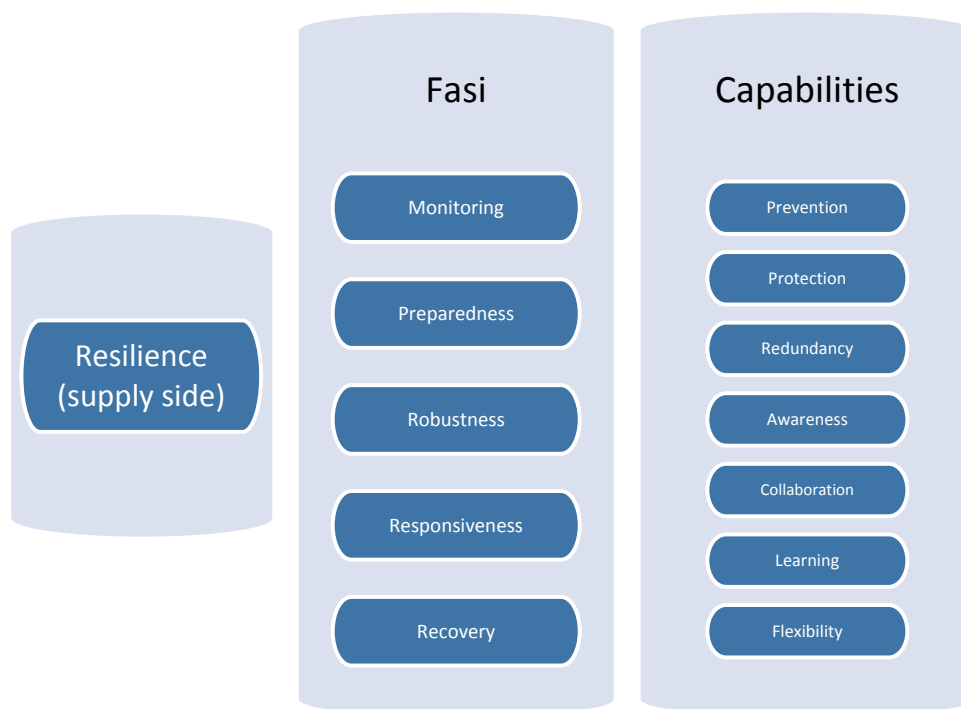 Resilience
(supply side)
Fasi
Monitoring
Preparedness
Robustness
Responsiveness
Recovery
Capabilities
Prevention
Protection
Redundancy
Awareness
Collaboration
Learning
Flexibility